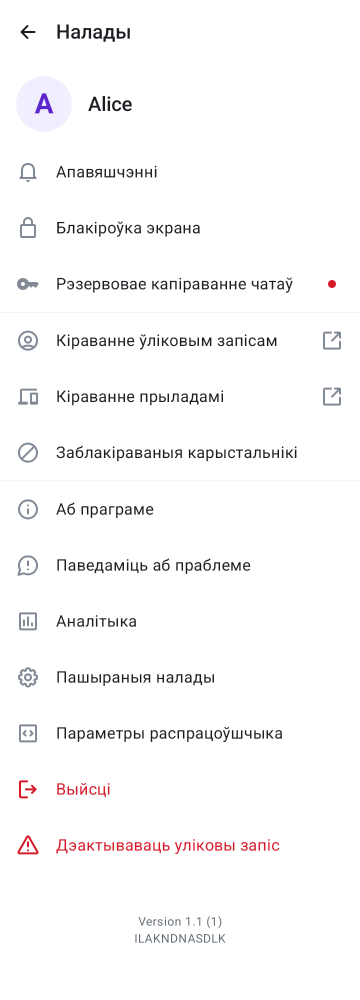 Налады
A
Alice
Апавяшчэнні
Блакіроўка экрана
Рэзервовае капіраванне чатаў
Кіраванне ўліковым запісам
Кіраванне прыладамі
Заблакіраваныя карыстальнікі
Аб праграме
Паведаміць аб праблеме
Аналітыка
Пашыраныя налады
Параметры распрацоўшчыка
Выйсці
Дэактываваць уліковы запіс
Version 1.1 (1)
ILAKNDNASDLK